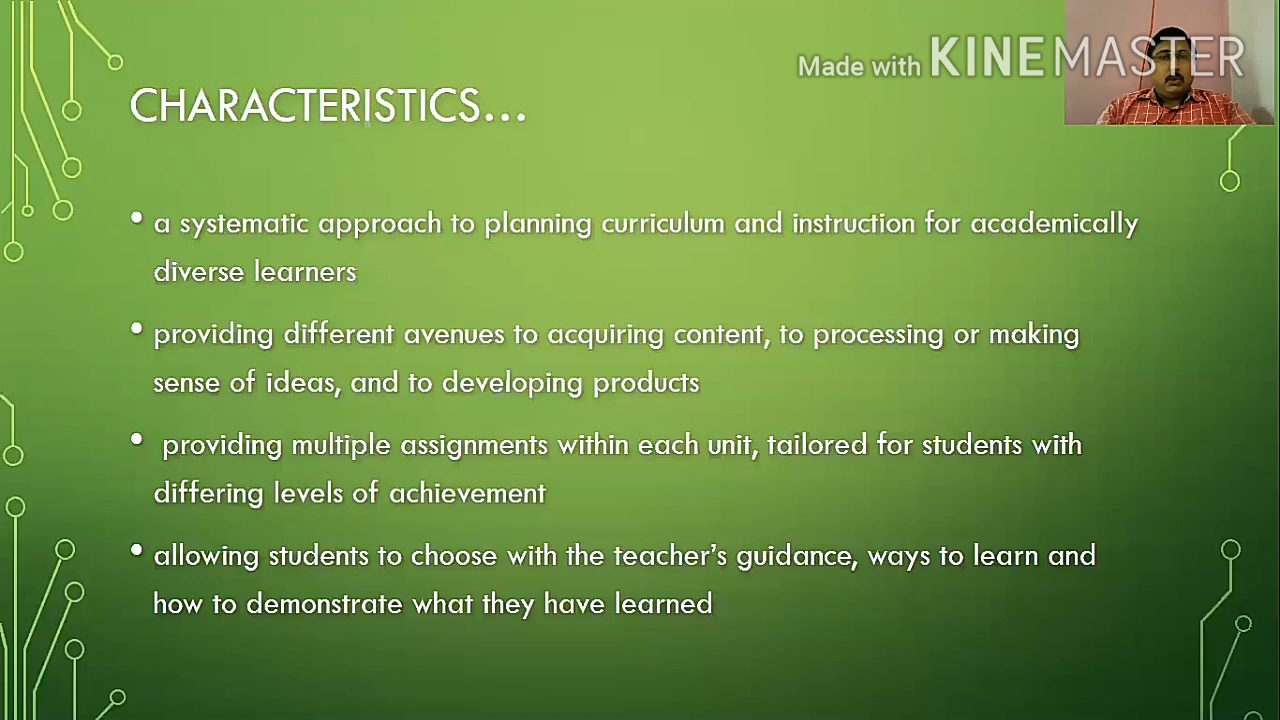 Made with KINEMASTER
CHARACTERISTICS...
• a systematic approach to planning curriculum and instruction for academically
diverse learners
• providing different avenues to acquiring content, to processing or making
sense of ideas, and to developing products
• providing multiple assignments within each unit, tailored for students with
differing levels of achievement
• allowing students to choose with the teacher’s guidance, ways to learn and
how to demonstrate what they have learned